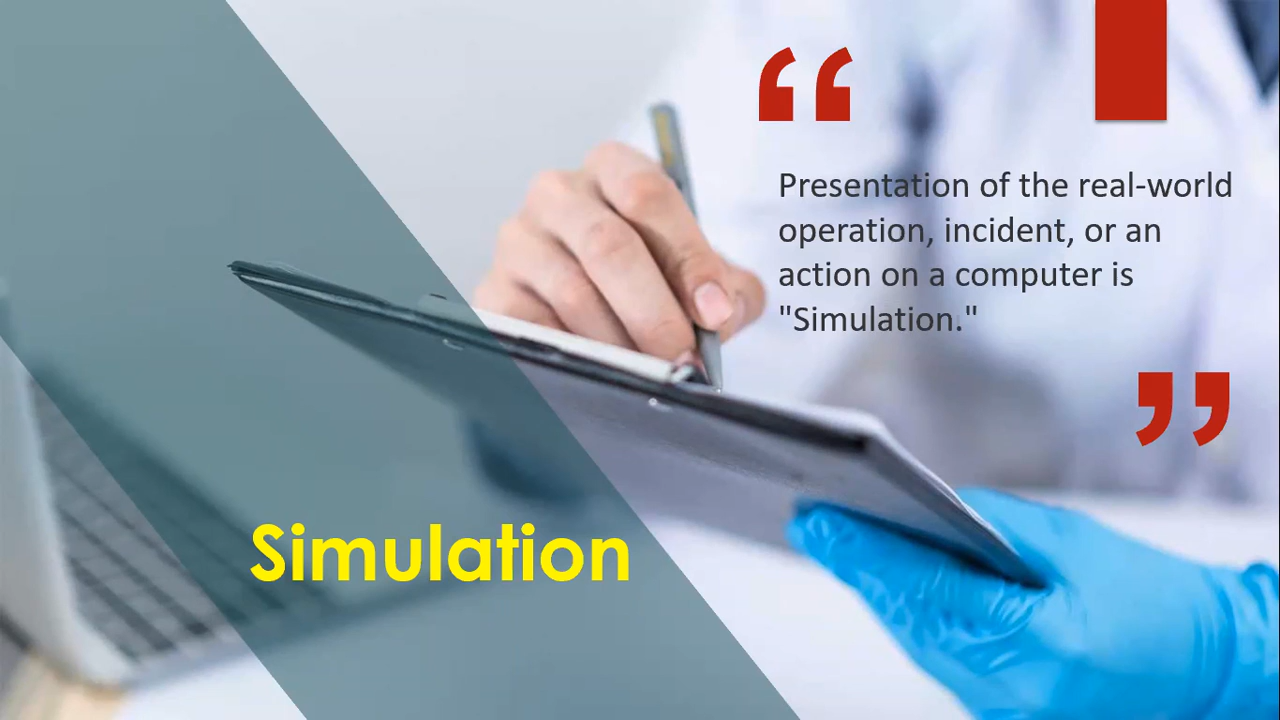 “
Presentation of the real-world
operation, incident, or an
action on a computer is
"Simulation."
”
Simulation